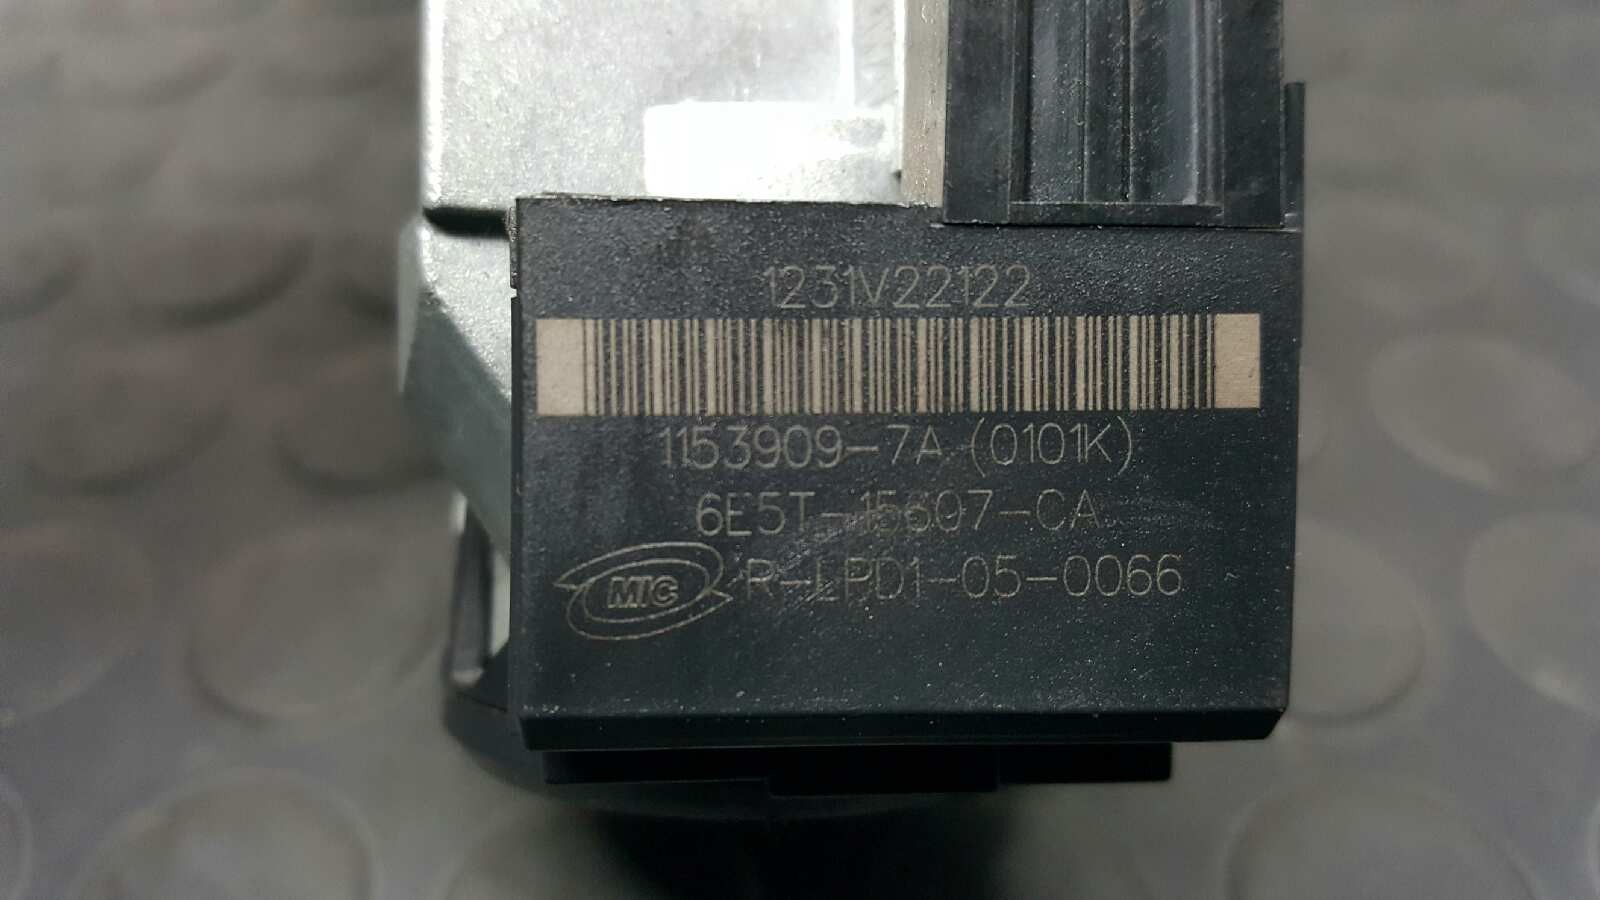 1231V22122
1153909-7A (0101K)
6E5T-15607-CA
MIC R-LPD1-05-0066